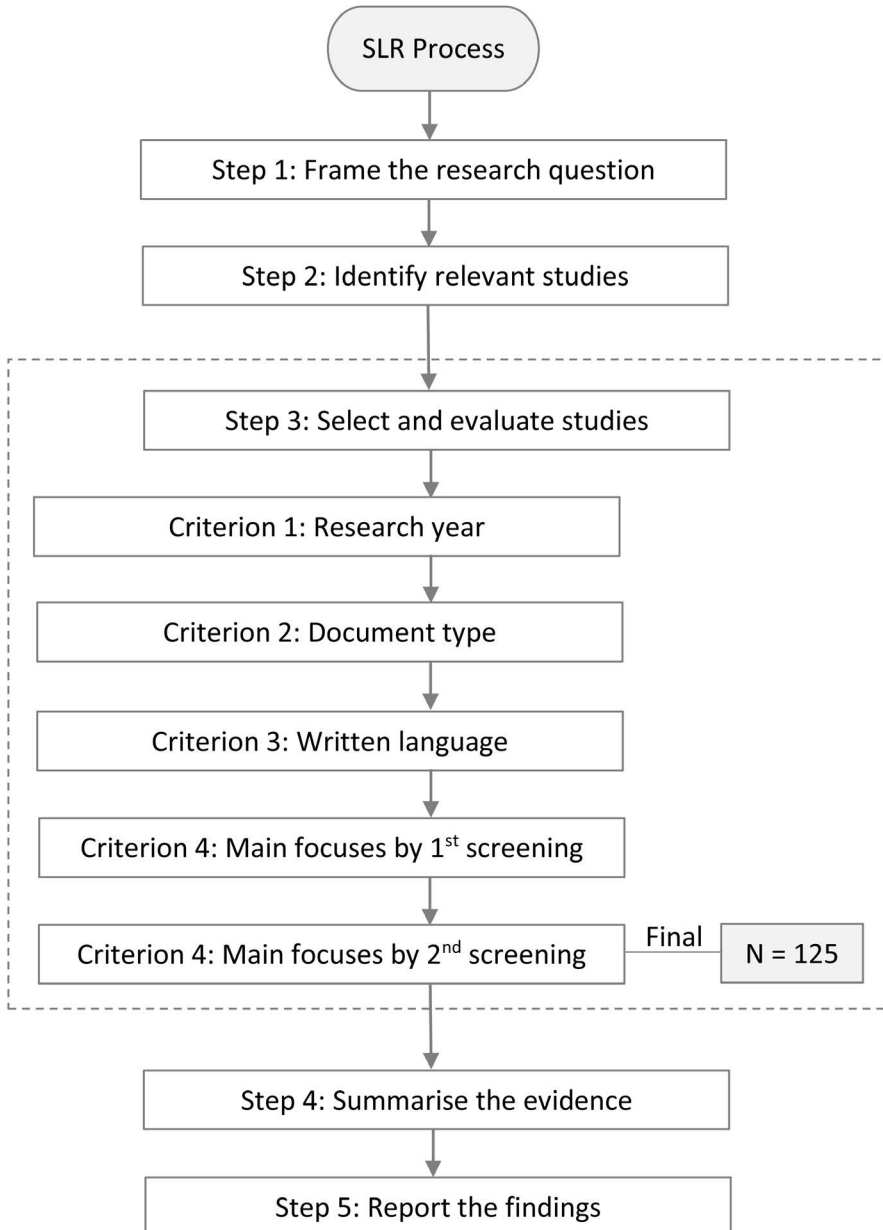 SLR Process
Step 1: Frame the research question
Step 2: Identify relevant studies
Step 3: Select and evaluate studies
Criterion 1: Research year
Criterion 2: Document type
Criterion 3: Written language
Criterion 4: Main focuses by 1st screening
Criterion 4: Main focuses by 2nd screening
Final
N = 125
Step 4: Summarise the evidence
Step 5: Report the findings